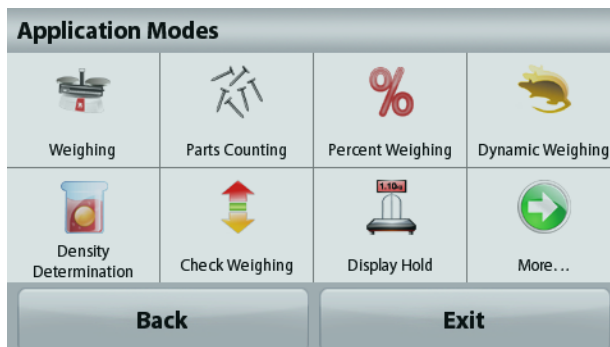 Application Modes
Weighing
Parts Counting
Percent Weighing
Dynamic Weighing
Density
Determination
Check Weighing
1.10kg
Display Hold
More...
Back
Exit